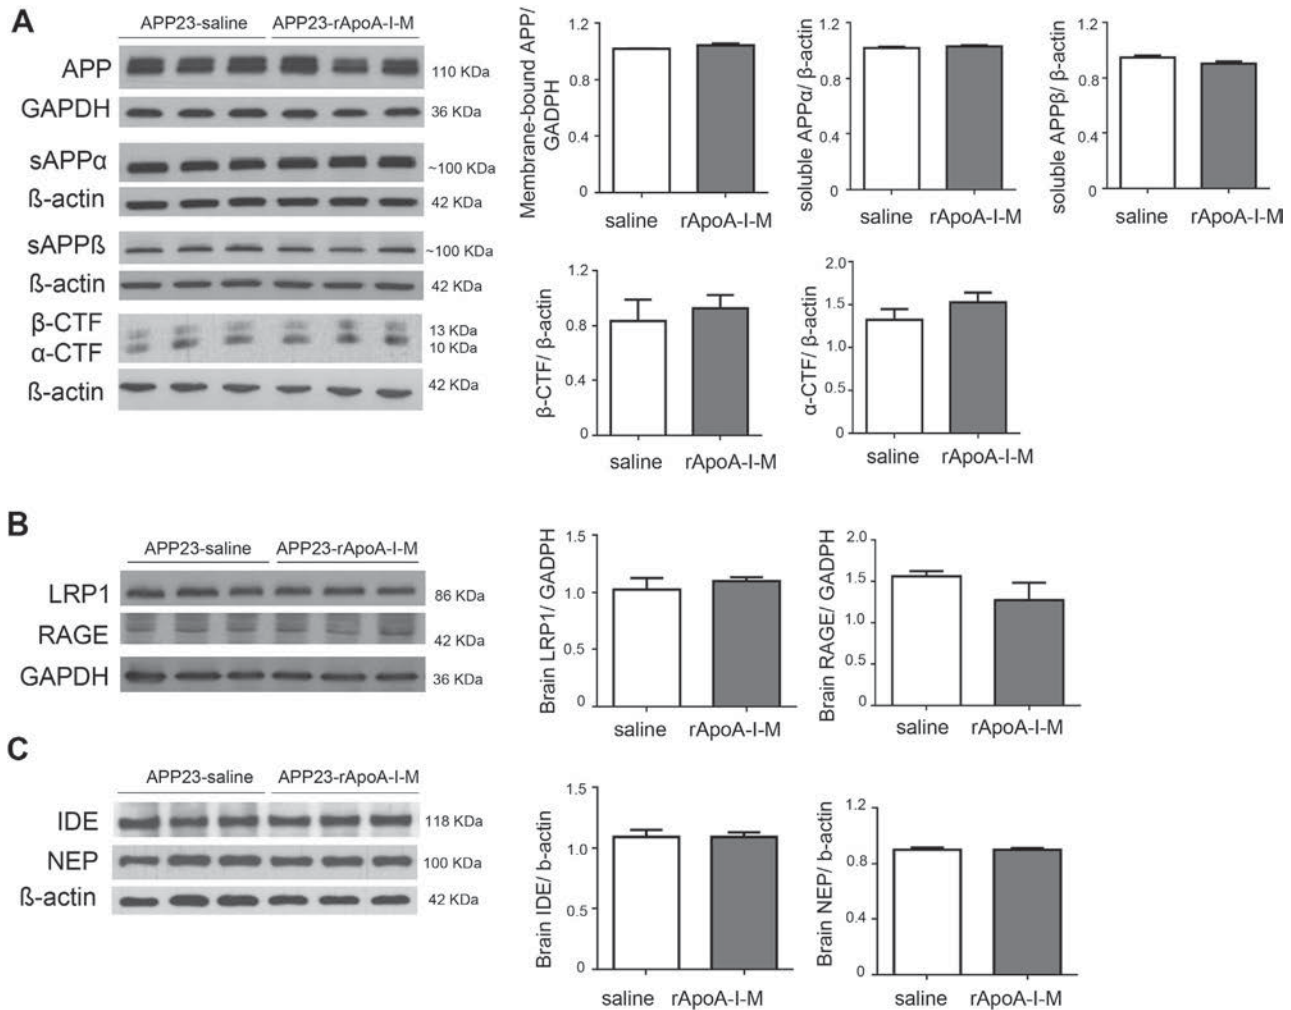 A
APP23-saline APP23-rApoA-I-M
APP 110 KDa
GAPDH 36 KDa
sAPPα ~100 KDa
ß-actin 42 KDa
sAPPß ~100 KDa
ß-actin 42 KDa
β-CTF 13 KDa
α-CTF 10 KDa
ß-actin 42 KDa
Membrane-bound APP/
GADPH
1.2
0.8
0.4
0
saline rApoA-I-M
soluble APPα/ β-actin
1.2
0.8
0.4
0
saline rApoA-I-M
soluble APPβ/ β-actin
1.2
0.8
0.4
0
saline rApoA-I-M
β-CTF/ β-actin
1.2
0.8
0.4
0
saline rApoA-I-M
α-CTF/ β-actin
2.0
1.5
1.0
0.5
0
saline rApoA-I-M
B
APP23-saline APP23-rApoA-I-M
LRP1 86 KDa
RAGE 42 KDa
GAPDH 36 KDa
Brain LRP1/ GADPH
1.5
1.0
0.5
0
saline rApoA-I-M
Brain RAGE/ GADPH
2.0
1.5
1.0
0.5
0
saline rApoA-I-M
C
APP23-saline APP23-rApoA-I-M
IDE 118 KDa
NEP 100 KDa
ß-actin 42 KDa
Brain IDE/ b-actin
1.5
1.0
0.5
0
saline rApoA-I-M
Brain NEP/ b-actin
1.2
0.8
0.4
0
saline rApoA-I-M